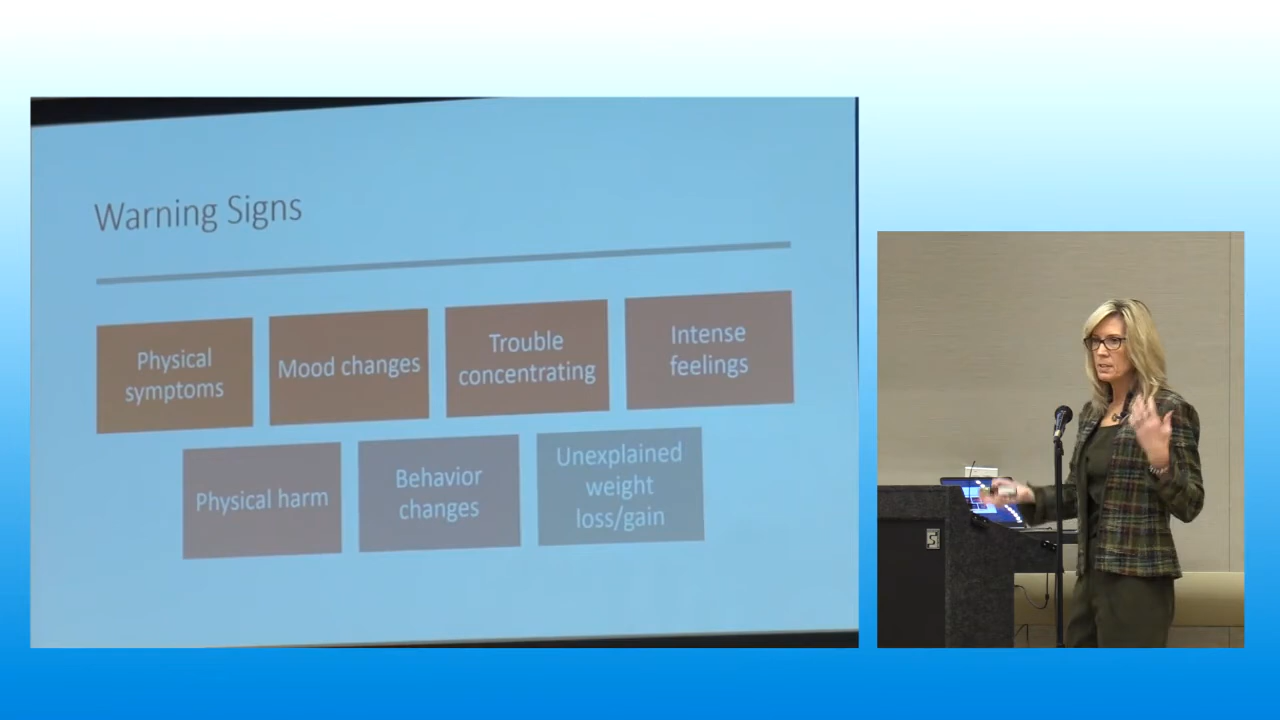 Warning Signs
Physical
symptoms
Mood changes
Trouble
concentrating
Intense
feelings
Physical harm
Behavior
changes
Unexplained
weight
loss/gain